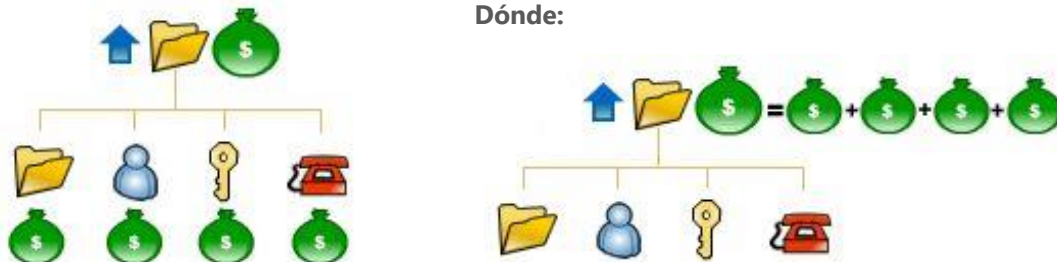 Dónde:
$
$ = $ + $ + $ + $
$ $ $ $